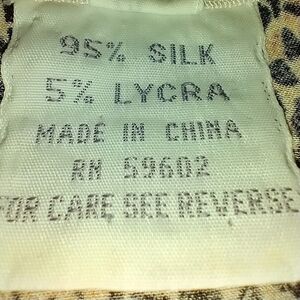 95% SILK
5% LYCRA
MADE IN CHINA
RN 59602
FOR CARE SEE REVERSE